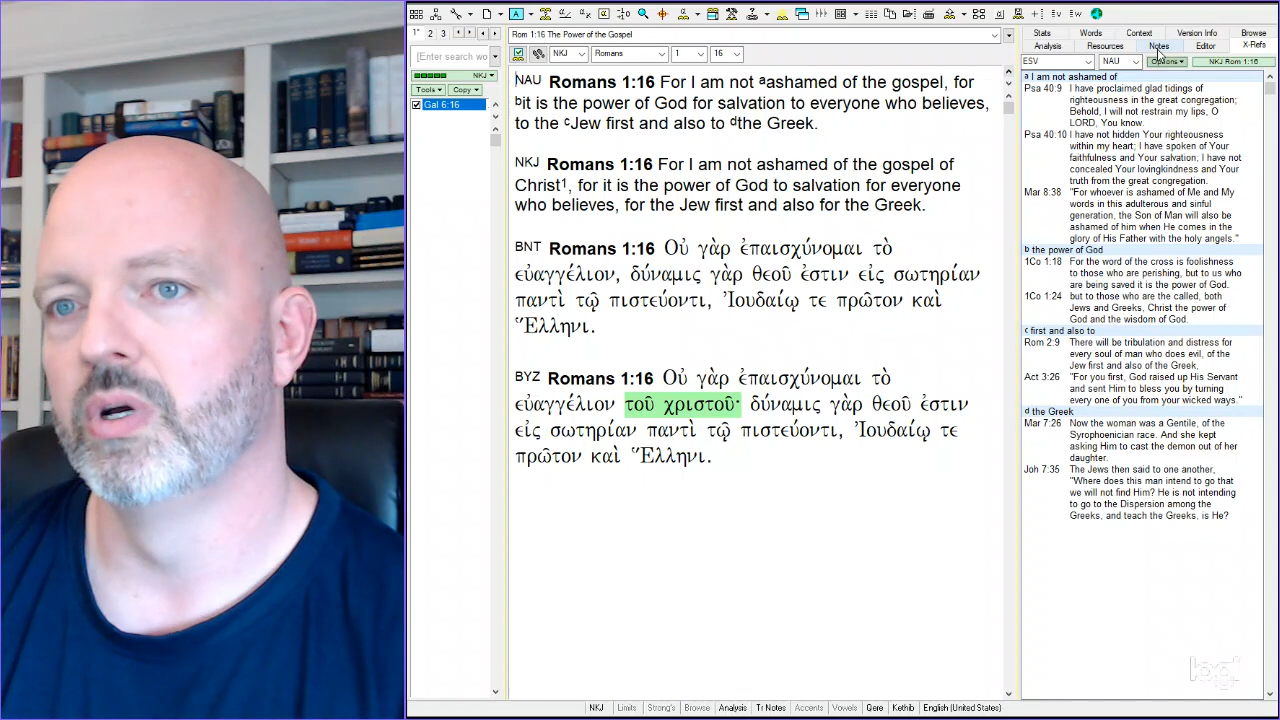 Rom 1:16 The Power of the Gospel
1* 2 3
[Enter search wo
NKJ
Tools Copy
Gal 6:16
NKJ Romans 1 16
NAU Romans 1:16 For I am not ᵃashamed of the gospel, for
ᵇit is the power of God for salvation to everyone who believes,
to the ᶜJew first and also to ᵈthe Greek.
NKJ Romans 1:16 For I am not ashamed of the gospel of
Christ¹, for it is the power of God to salvation for everyone
who believes, for the Jew first and also for the Greek.
BNT Romans 1:16 Οὐ γὰρ ἐπαισχύνομαι τὸ
εὐαγγέλιον, δύναμις γὰρ θεοῦ ἐστιν εἰς σωτηρίαν
παντὶ τῷ πιστεύοντι, Ἰουδαίῳ τε πρῶτον καὶ
Ἕλληνι.
BYZ Romans 1:16 Οὐ γὰρ ἐπαισχύνομαι τὸ
εὐαγγέλιον τοῦ χριστοῦ· δύναμις γὰρ θεοῦ ἐστιν
εἰς σωτηρίαν παντὶ τῷ πιστεύοντι, Ἰουδαίῳ τε
πρῶτον καὶ Ἕλληνι.
NKJ Limits Strong's Browse Analysis Tr Notes Accents Vowels Qere Kethib English (United States)
Stats Words Context Version Info Browse
Analysis Resources Notes Editor X-Refs
ESV NAU Options NKJ Rom 1:16
a I am not ashamed of
Psa 40:9 I have proclaimed glad tidings of
righteousness in the great congregation;
Behold, I will not restrain my lips, O
LORD, You know.
Psa 40:10 I have not hidden Your righteousness
within my heart; I have spoken of Your
faithfulness and Your salvation; I have not
concealed Your lovingkindness and Your
truth from the great congregation.
Mar 8:38 "For whoever is ashamed of Me and My
words in this adulterous and sinful
generation, the Son of Man will also be
ashamed of him when He comes in the
glory of His Father with the holy angels."
b the power of God
1Co 1:18 For the word of the cross is foolishness
to those who are perishing, but to us who
are being saved it is the power of God.
1Co 1:24 but to those who are the called, both
Jews and Greeks, Christ the power of
God and the wisdom of God.
c first and also to
Rom 2:9 There will be tribulation and distress for
every soul of man who does evil, of the
Jew first and also of the Greek,
Act 3:26 "For you first, God raised up His Servant
and sent Him to bless you by turning
every one of you from your wicked ways."
d the Greek
Mar 7:26 Now the woman was a Gentile, of the
Syrophoenician race. And she kept
asking Him to cast the demon out of her
daughter.
Joh 7:35 The Jews then said to one another,
"Where does this man intend to go that
we will not find Him? He is not intending
to go to the Dispersion among the
Greeks, and teach the Greeks, is He?